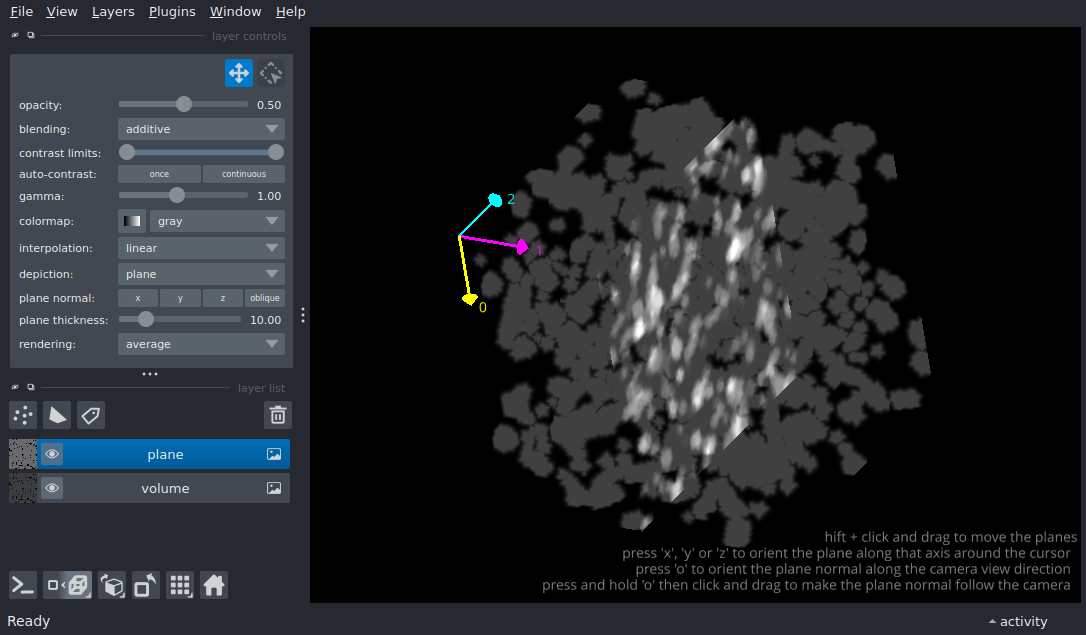 File View Layers Plugins Window Help
layer controls
opacity: 0.50
blending: additive
contrast limits:
auto-contrast: once continuous
gamma: 1.00
colormap: gray
interpolation: linear
depiction: plane
plane normal: x y z oblique
plane thickness: 10.00
rendering: average
layer list
plane
volume
2
1
0
hift + click and drag to move the planes
press 'x', 'y' or 'z' to orient the plane along that axis around the cursor
press 'o' to orient the plane normal along the camera view direction
press and hold 'o' then click and drag to make the plane normal follow the camera
Ready
activity